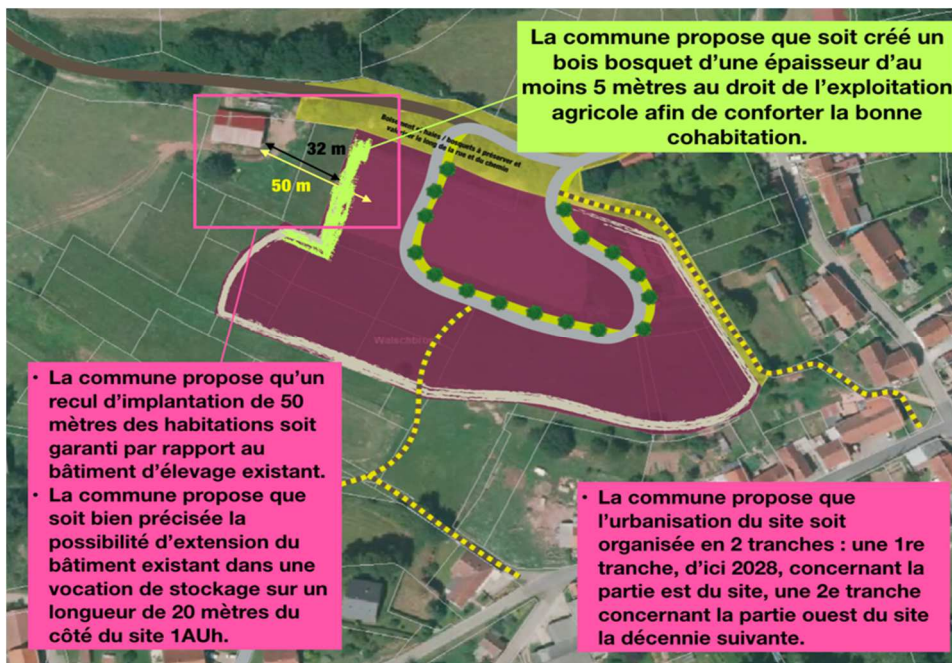 La commune propose que soit créé un
bois bosquet d'une épaisseur d'au
moins 5 mètres au droit de l'exploitation
agricole afin de conforter la bonne
cohabitation.
32 m
50 m
Walschbronn
• La commune propose qu'un
recul d'implantation de 50
mètres des habitations soit
garanti par rapport au
bâtiment d'élevage existant.
• La commune propose que
soit bien précisée la
possibilité d'extension du
bâtiment existant dans une
vocation de stockage sur un
longueur de 20 mètres du
côté du site 1AUh.
• La commune propose que
l'urbanisation du site soit
organisée en 2 tranches : une 1re
tranche, d'ici 2028, concernant la
partie est du site, une 2e tranche
concernant la partie ouest du site
la décennie suivante.